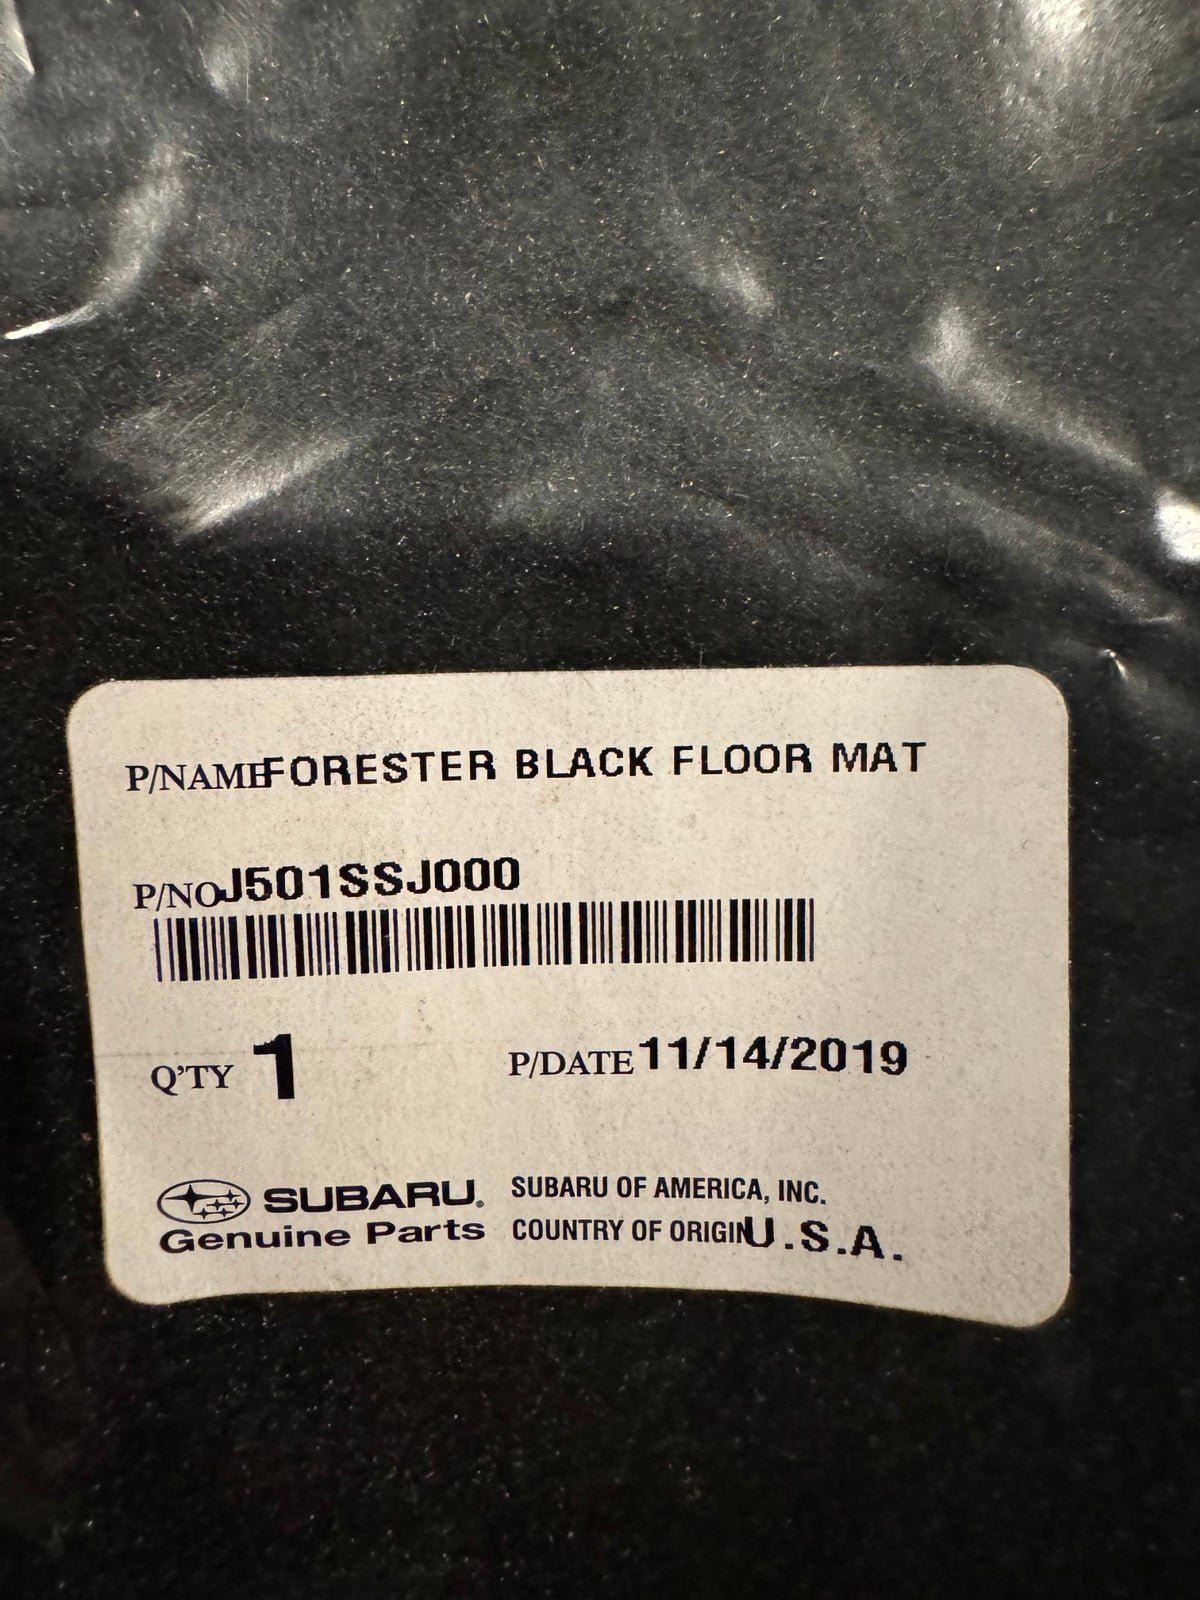 P/NAME FORESTER BLACK FLOOR MAT
P/NO J501SSJ000
Q'TY 1 P/DATE 11/14/2019
SUBARU. SUBARU OF AMERICA, INC.
Genuine Parts COUNTRY OF ORIGIN U.S.A.